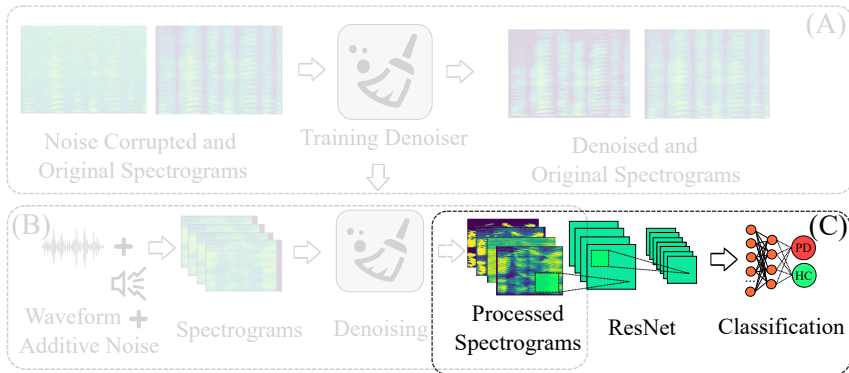 (A)
Noise Corrupted and
Original Spectrograms
Training Denoiser
Denoised and
Original Spectrograms
(B)
Waveform +
Additive Noise
Spectrograms
Denoising
(C)
Processed
Spectrograms
ResNet
PD
HC
...
Classification